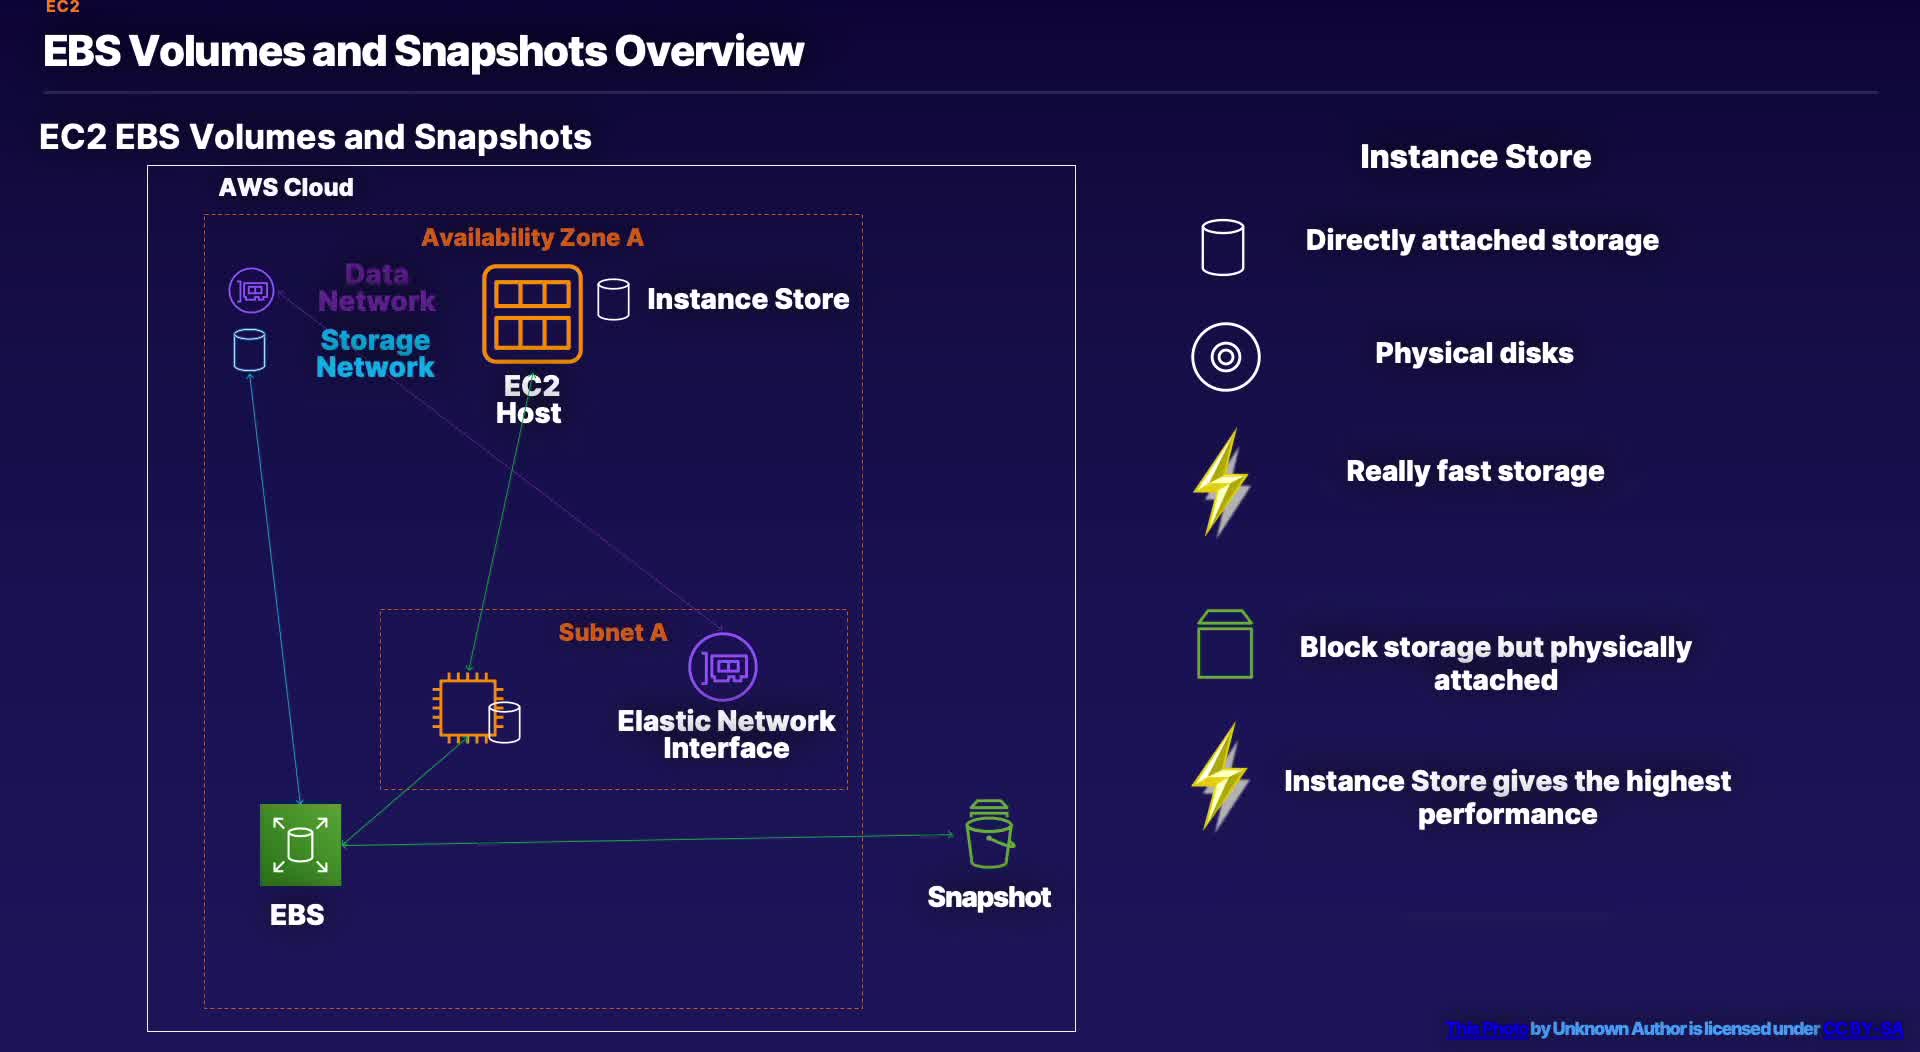 EC2
EBS Volumes and Snapshots Overview
EC2 EBS Volumes and Snapshots
AWS Cloud
Availability Zone A
Data
Network
Storage
Network
Instance Store
EC2
Host
Subnet A
Elastic Network
Interface
EBS
Snapshot
Instance Store
Directly attached storage
Physical disks
Really fast storage
Block storage but physically
attached
Instance Store gives the highest
performance
This Photo by Unknown Author is licensed under CC BY-SA